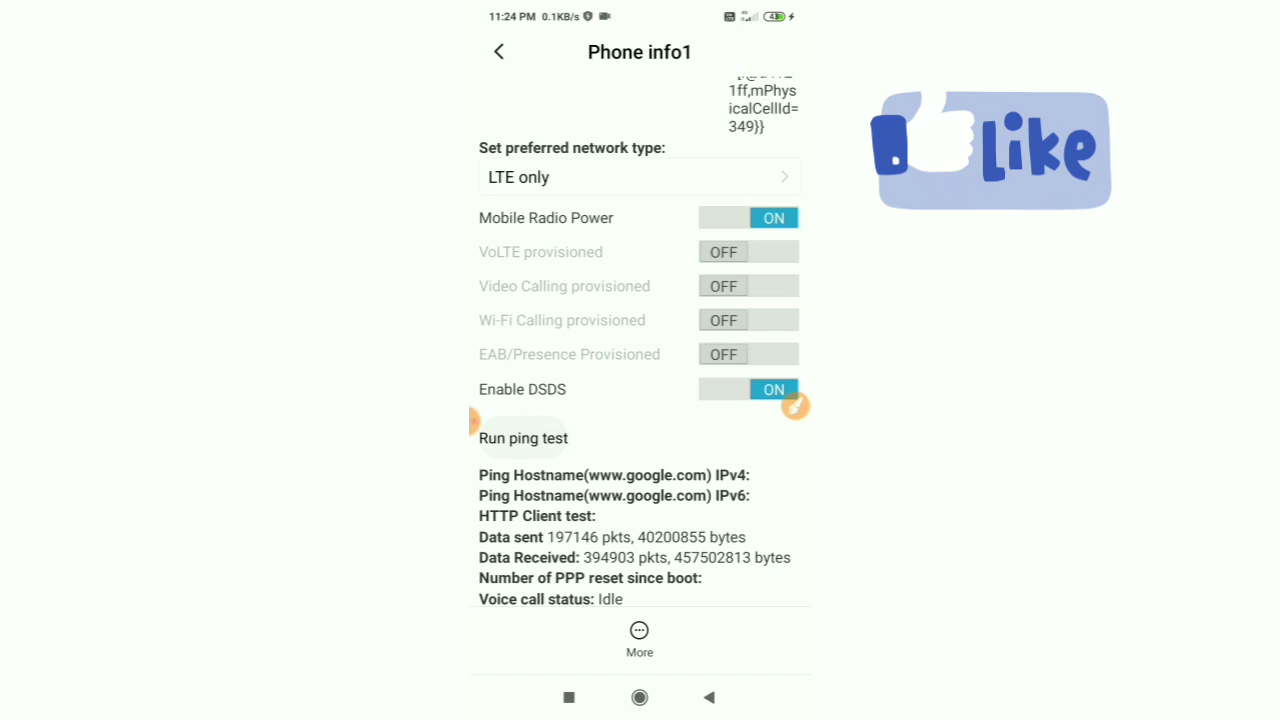 11:24 PM 0.1KB/s 4G 43
Phone info1
1ff,mPhys
icalCellId=
349}}
Set preferred network type:
LTE only
Mobile Radio Power ON
VoLTE provisioned OFF
Video Calling provisioned OFF
Wi-Fi Calling provisioned OFF
EAB/Presence Provisioned OFF
Enable DSDS ON
Run ping test
Ping Hostname(www.google.com) IPv4:
Ping Hostname(www.google.com) IPv6:
HTTP Client test:
Data sent 197146 pkts, 40200855 bytes
Data Received: 394903 pkts, 457502813 bytes
Number of PPP reset since boot:
Voice call status: Idle
More
Like